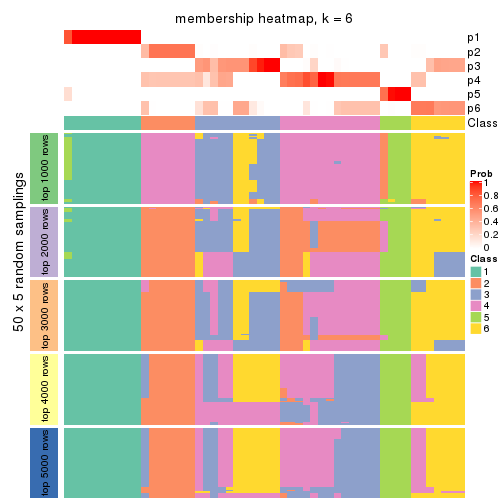 membership heatmap, k = 6
p1
p2
p3
p4
p5
p6
Class
50 x 5 random samplings
top 1000 rows
top 2000 rows
top 3000 rows
top 4000 rows
top 5000 rows
Prob
1
0.8
0.6
0.4
0.2
0
Class
1
2
3
4
5
6